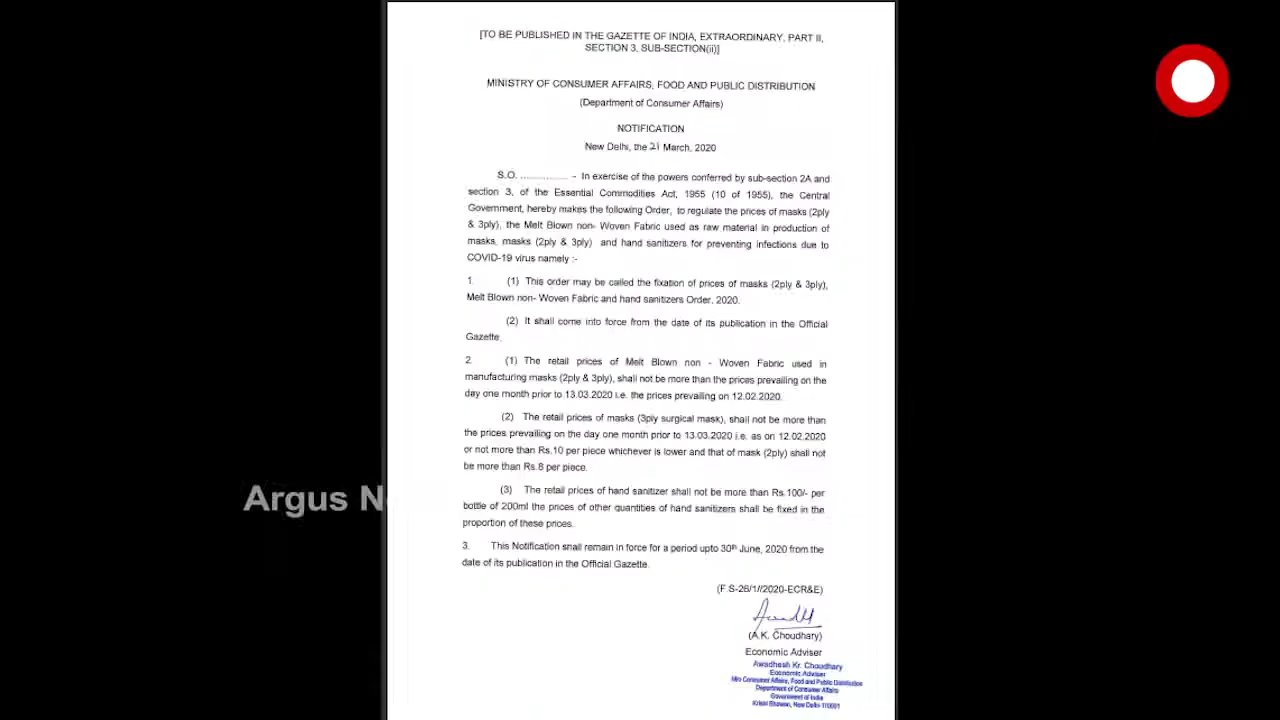 [TO BE PUBLISHED IN THE GAZETTE OF INDIA, EXTRAORDINARY, PART II,
SECTION 3, SUB-SECTION(ii)]
MINISTRY OF CONSUMER AFFAIRS, FOOD AND PUBLIC DISTRIBUTION
(Department of Consumer Affairs)
NOTIFICATION
New Delhi, the 21 March, 2020
S.O. .................. - In exercise of the powers conferred by sub-section 2A and
section 3, of the Essential Commodities Act, 1955 (10 of 1955), the Central
Government, hereby makes the following Order, to regulate the prices of masks (2ply
& 3ply), the Melt Blown non- Woven Fabric used as raw material in production of
masks, masks (2ply & 3ply) and hand sanitizers for preventing infections due to
COVID-19 virus namely :-
1. (1) This order may be called the fixation of prices of masks (2ply & 3ply),
Melt Blown non- Woven Fabric and hand sanitizers Order, 2020.
(2) It shall come into force from the date of its publication in the Official
Gazette.
2. (1) The retail prices of Melt Blown non - Woven Fabric used in
manufacturing masks (2ply & 3ply), shall not be more than the prices prevailing on the
day one month prior to 13.03.2020 i.e. the prices prevailing on 12.02.2020.
(2) The retail prices of masks (3ply surgical mask), shall not be more than
the prices prevailing on the day one month prior to 13.03.2020 i.e. as on 12.02.2020
or not more than Rs.10 per piece whichever is lower and that of mask (2ply) shall not
be more than Rs.8 per piece.
(3) The retail prices of hand sanitizer shall not be more than Rs.100/- per
bottle of 200ml the prices of other quantities of hand sanitizers shall be fixed in the
proportion of these prices.
3. This Notification shall remain in force for a period upto 30th June, 2020 from the
date of its publication in the Official Gazette.
(F.S-26/1//2020-ECR&E)
(A.K. Choudhary)
Economic Adviser
Awadhesh Kr. Choudhary
Economic Adviser
M/o Consumer Affairs, Food and Public Distribution
Department of Consumer Affairs
Government of India
Krishi Bhawan, New Delhi-110001
Argus Ne